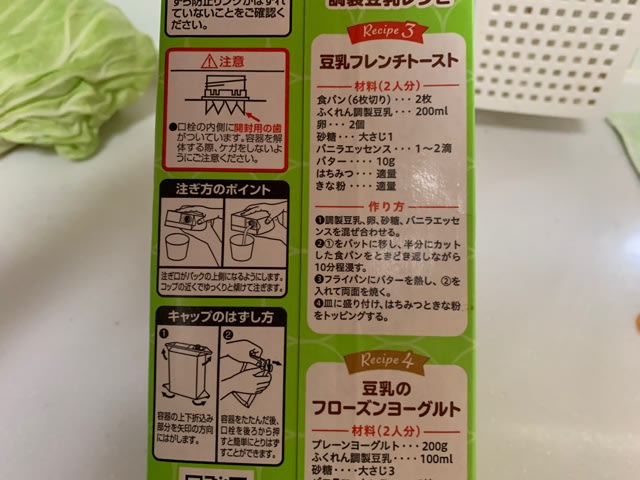 ていないことをご確認くだ
さい。
注意
●口栓の内側に開封用の歯
がついています。容器を解
体する際、ケガをしないよ
うにご注意ください。
注ぎ方のポイント
注ぎ口がパックの上側になるようにします。
コップの近くでゆっくりと傾けて注ぎます。
キャップのはずし方
❶
❷
容器の上下折込み
部分を矢印の方向
にはがします。
容器をたたんだ後、
口栓を後ろから押
すと簡単にとりはず
すことができます。
調製豆乳レシピ
Recipe 3
豆乳フレンチトースト
材料(2人分)
食パン(6枚切り)・・・2枚
ふくれん調製豆乳・・・・200ml
卵・・・2個
砂糖・・・大さじ1
バニラエッセンス・・・1〜2滴
バター・・・・10g
はちみつ・・・適量
きな粉・・・・適量
作り方
❶調製豆乳、卵、砂糖、バニラエッセ
ンスを混ぜ合わせる。
❷①をバットに移し、半分にカット
した食パンをときどき返しながら
10分程浸す。
❸フライパンにバターを熱し、②を
入れて両面を焼く。
❹皿に盛り付け、はちみつときな粉
をトッピングする。
Recipe 4
豆乳の
フローズンヨーグルト
材料(2人分)
プレーンヨーグルト・・・200g
ふくれん調製豆乳・・・・100ml
砂糖・・・・大さじ3